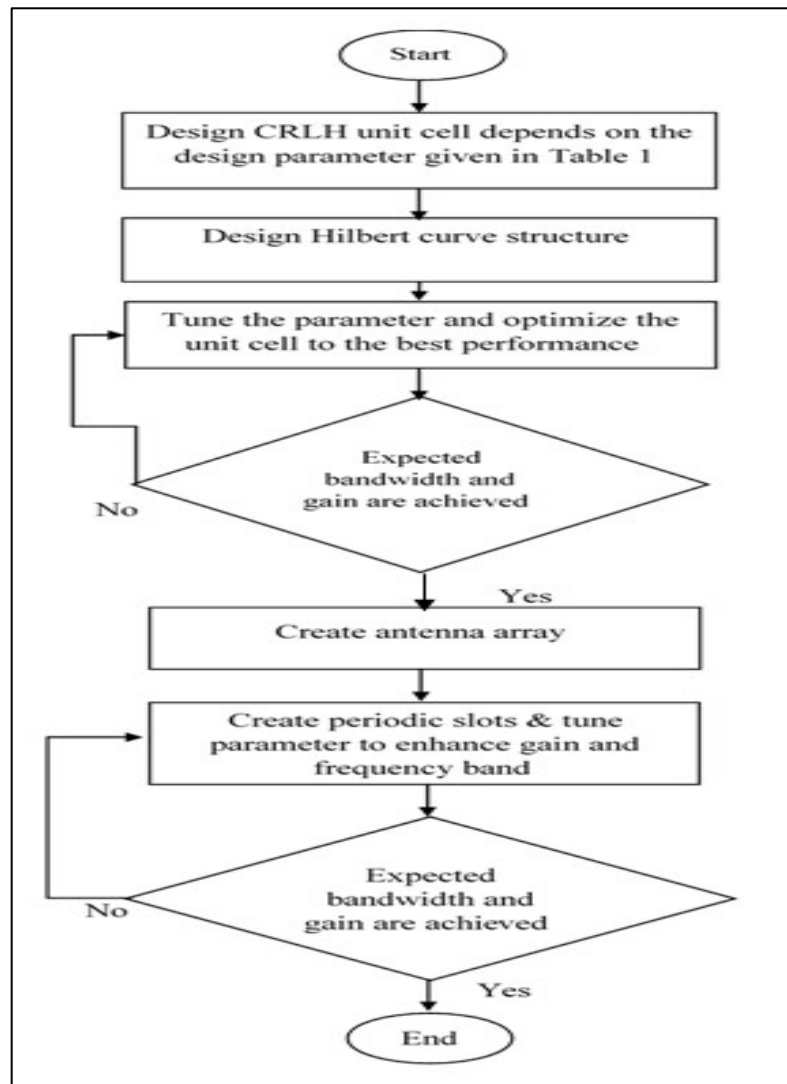 Start
Design CRLH unit cell depends on the
design parameter given in Table 1
Design Hilbert curve structure
Tune the parameter and optimize the
unit cell to the best performance
Expected
bandwidth and
gain are achieved
No
Yes
Create antenna array
Create periodic slots & tune
parameter to enhance gain and
frequency band
Expected
bandwidth and
gain are achieved
No
Yes
End